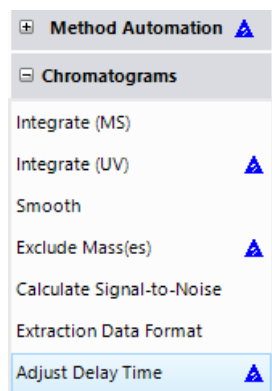 Method Automation
Chromatograms
Integrate (MS)
Integrate (UV)
Smooth
Exclude Mass(es)
Calculate Signal-to-Noise
Extraction Data Format
Adjust Delay Time